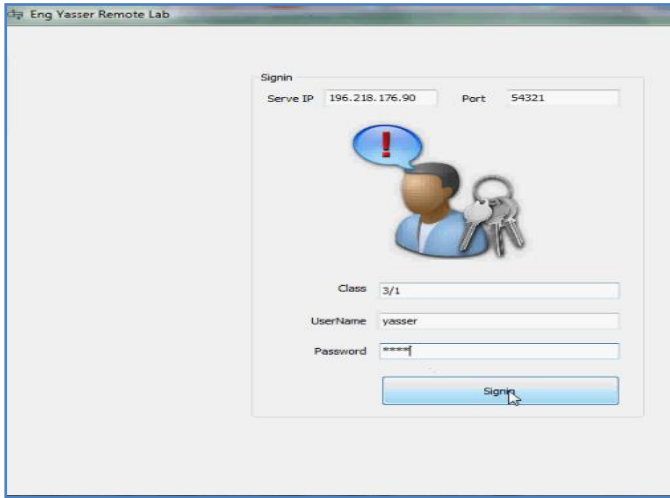 Eng Yasser Remote Lab
Signin
Serve IP 196.218.176.90 Port 54321
!
Class 3/1
UserName yasser
Password ****
Signin